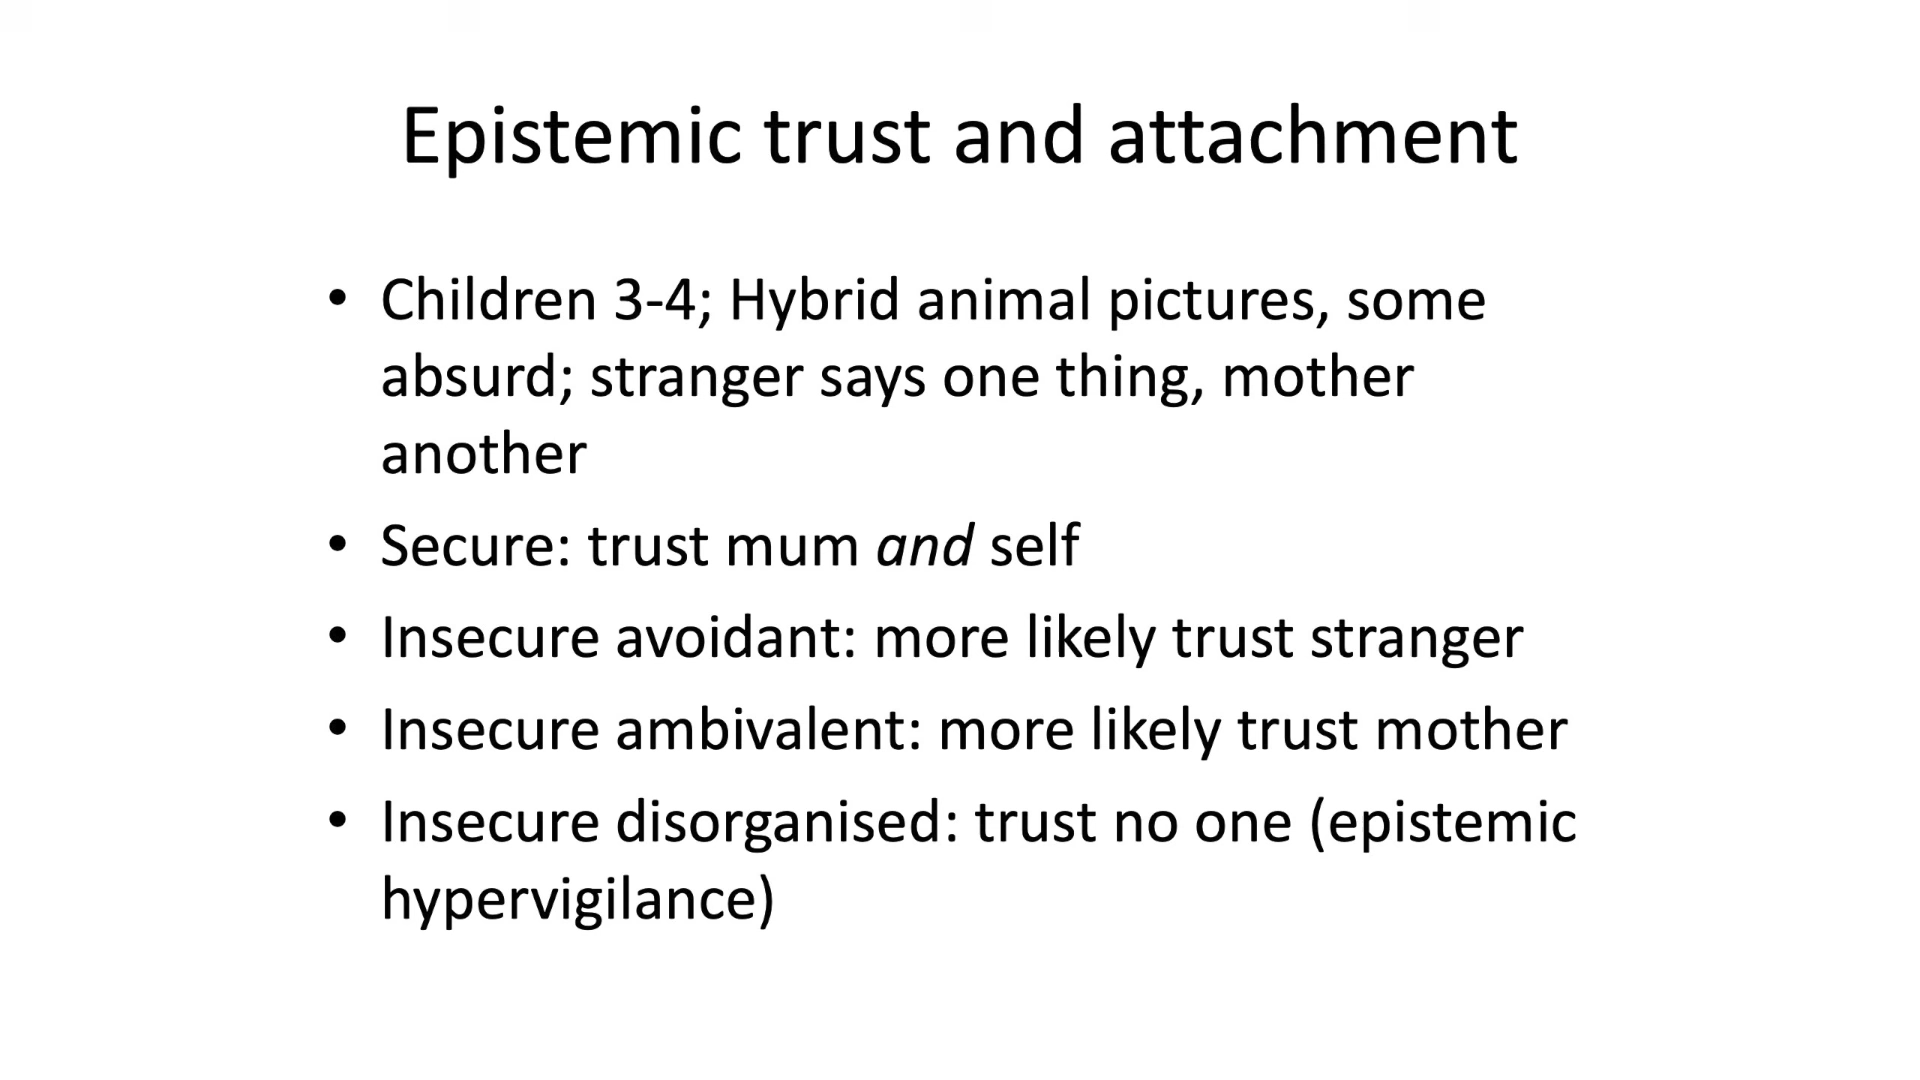 Epistemic trust and attachment
• Children 3-4; Hybrid animal pictures, some
absurd; stranger says one thing, mother
another
• Secure: trust mum and self
• Insecure avoidant: more likely trust stranger
• Insecure ambivalent: more likely trust mother
• Insecure disorganised: trust no one (epistemic
hypervigilance)